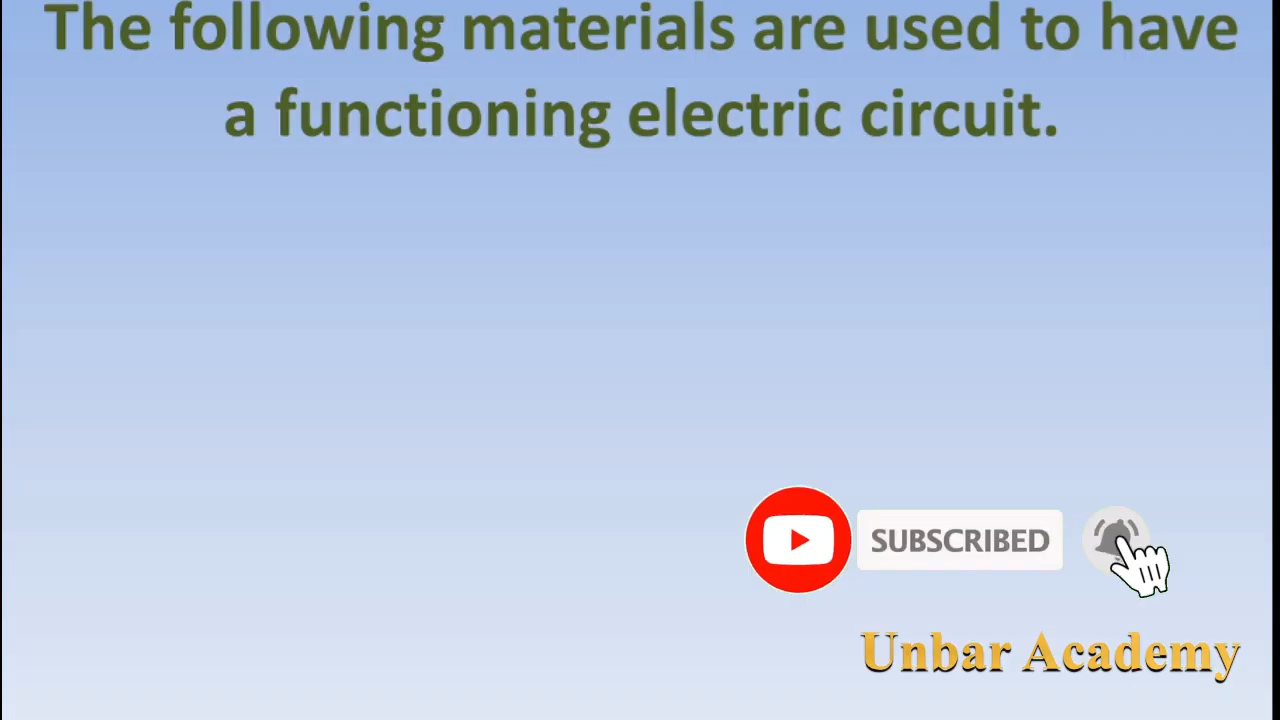 The following materials are used to have
a functioning electric circuit.
SUBSCRIBED
Unbar Academy